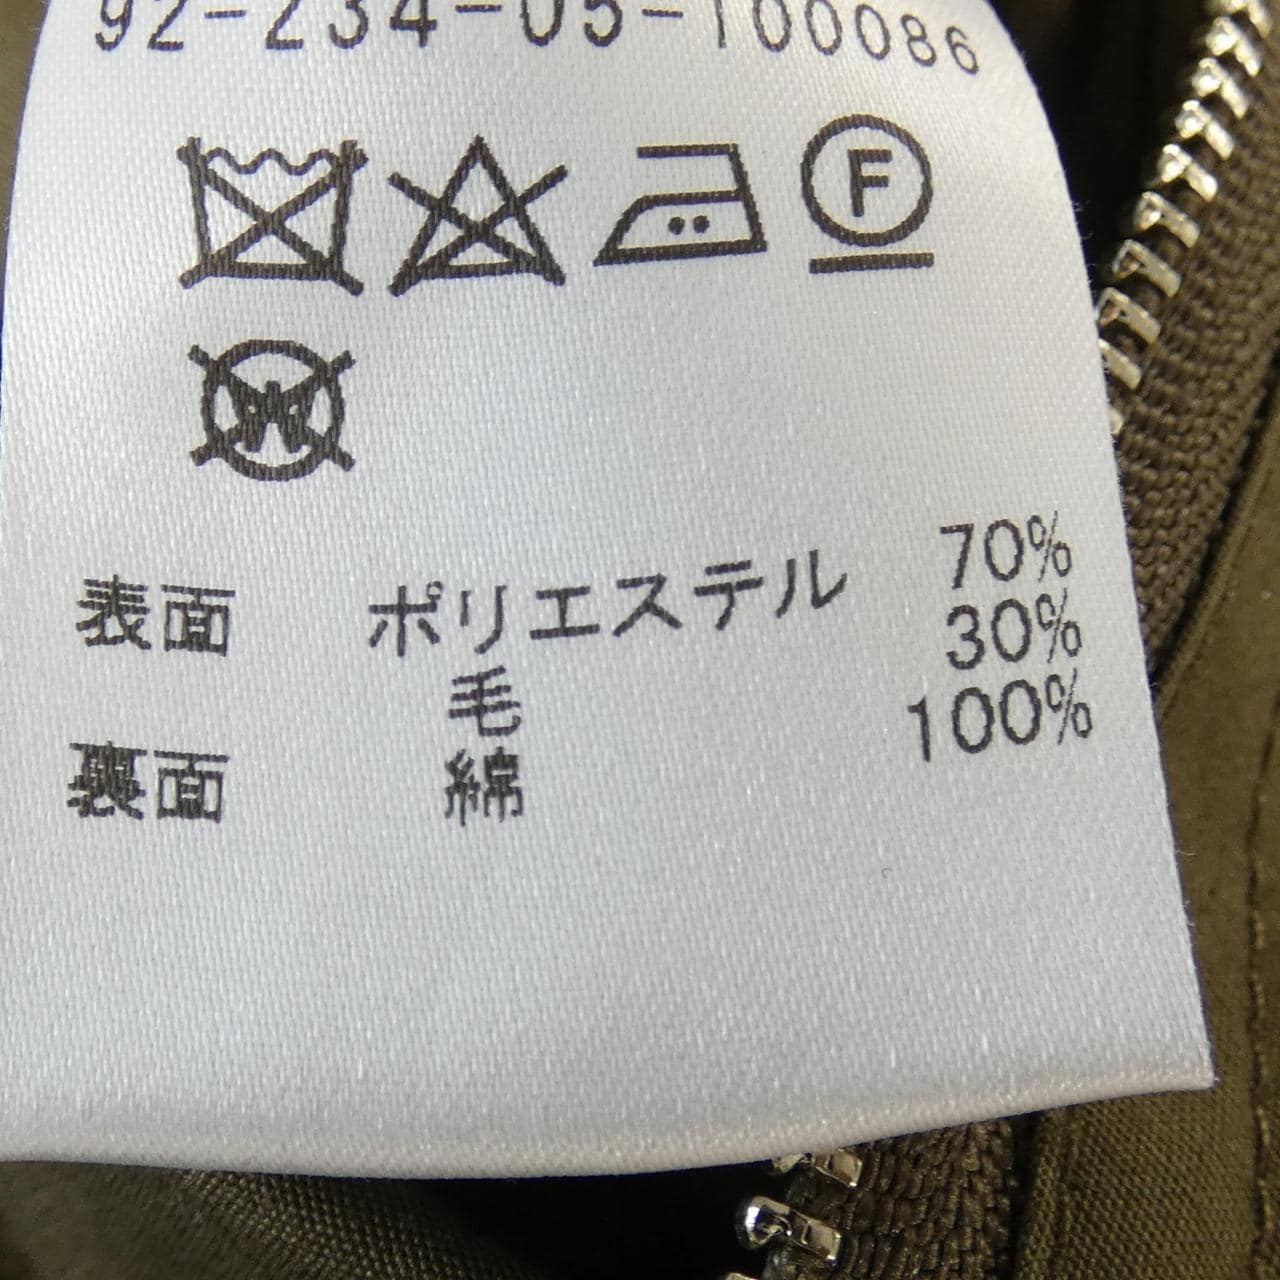 92-234-05-100086
F
W
表面 ポリエステル 70%
毛 30%
裏面 綿 100%